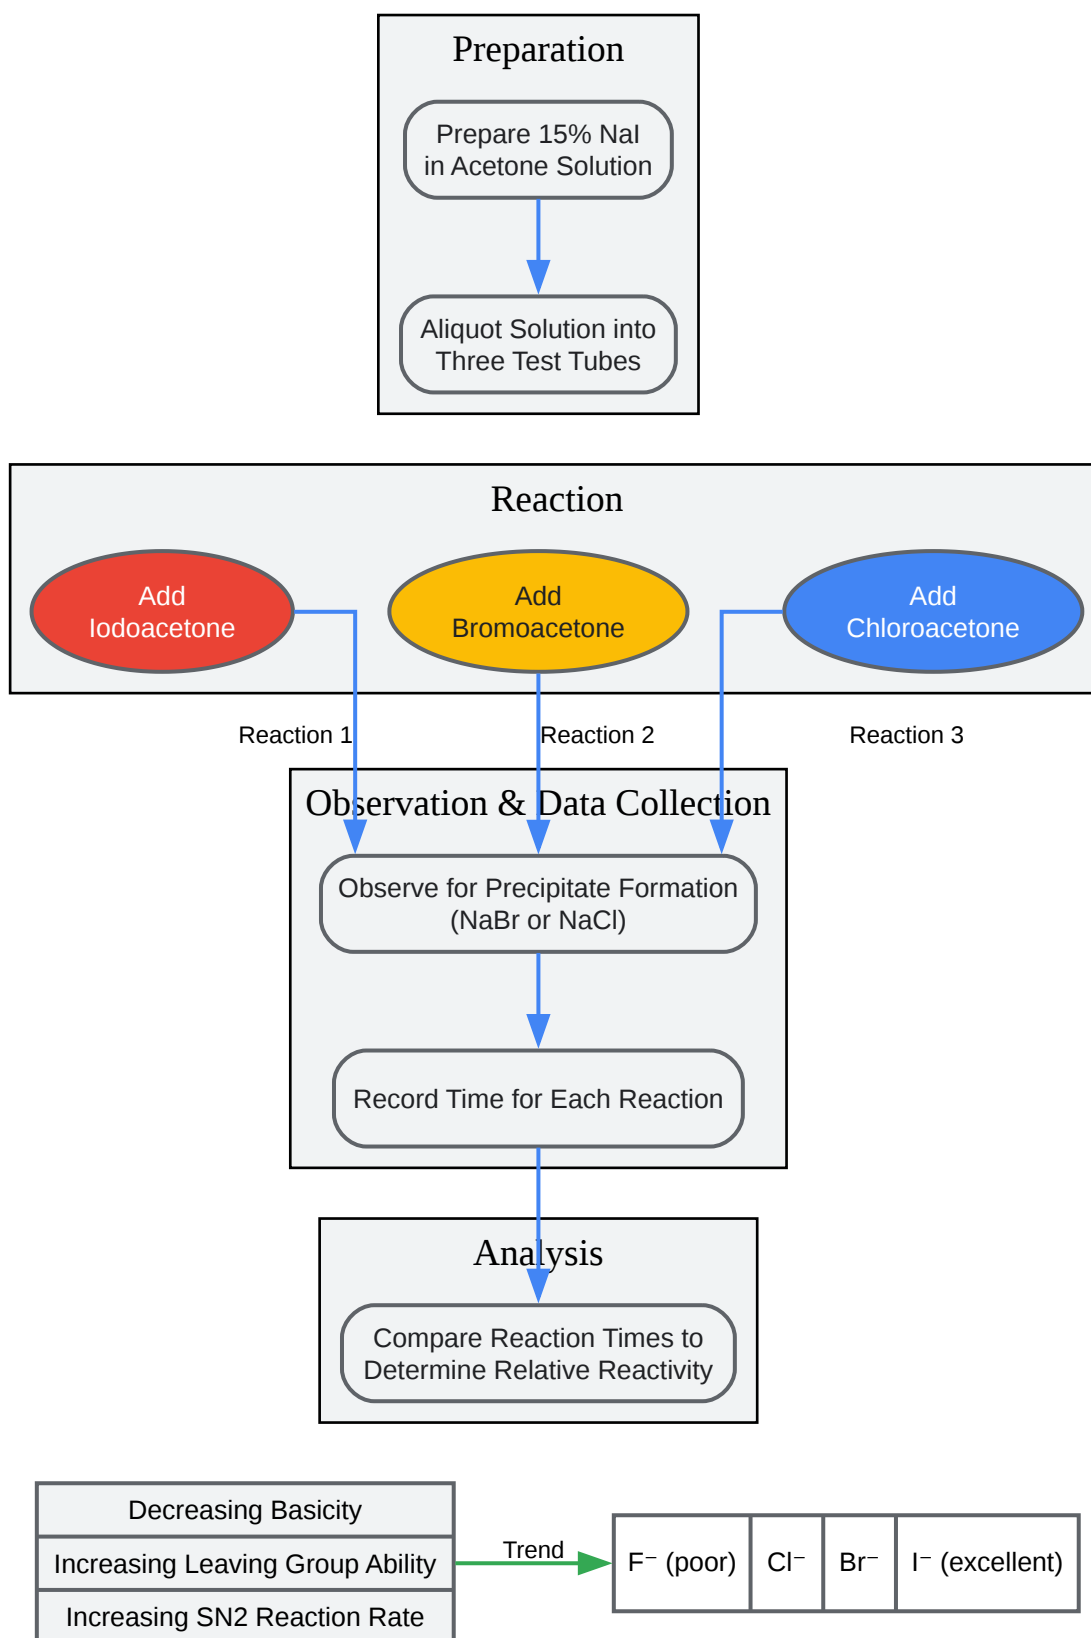 Preparation
Prepare 15% NaI
in Acetone Solution
Aliquot Solution into
Three Test Tubes
Reaction
Add
Iodoacetone
Add
Bromoacetone
Add
Chloroacetone
Reaction 1
Reaction 2
Reaction 3
Observation & Data Collection
Observe for Precipitate Formation
(NaBr or NaCl)
Record Time for Each Reaction
Analysis
Compare Reaction Times to
Determine Relative Reactivity
Decreasing Basicity
Increasing Leaving Group Ability
Increasing SN2 Reaction Rate
Trend
F⁻ (poor)
Cl⁻
Br⁻
I⁻ (excellent)